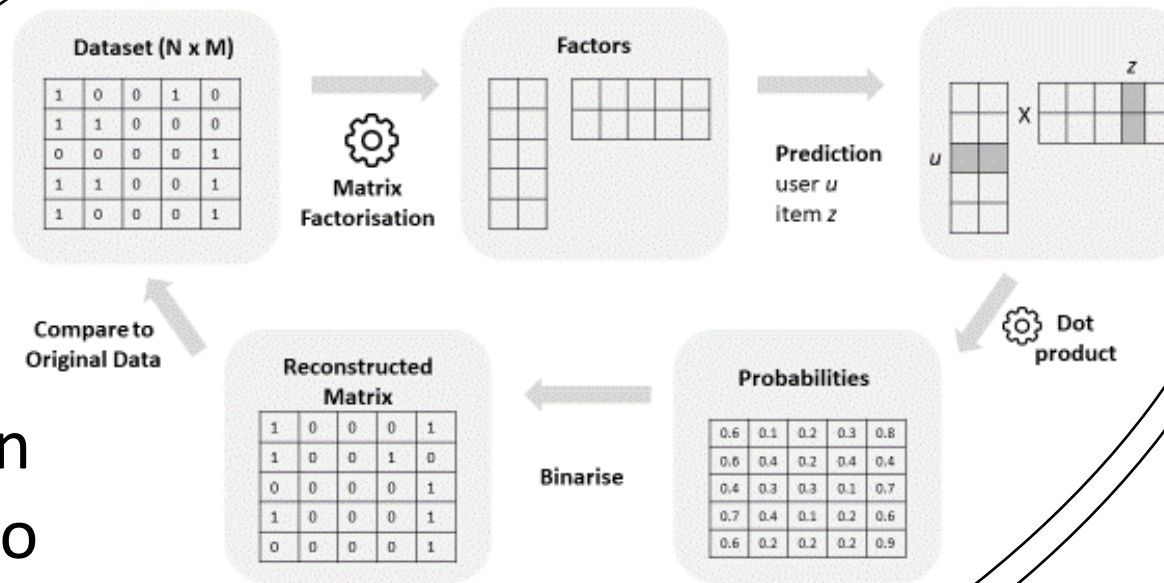 Dataset (N x M)
1 0 0 1 0
1 1 0 0 0
0 0 0 0 1
1 1 0 0 1
1 0 0 0 1
Matrix
Factorisation
Factors
Prediction
user u
item z
z
X
u
Dot
product
Probabilities
0.6 0.1 0.2 0.3 0.8
0.6 0.4 0.2 0.4 0.4
0.4 0.3 0.3 0.1 0.7
0.7 0.4 0.1 0.2 0.6
0.6 0.2 0.2 0.2 0.9
Binarise
Reconstructed
Matrix
1 0 0 0 1
1 0 0 1 0
0 0 0 0 1
1 0 0 0 1
0 0 0 0 1
Compare to
Original Data
n
o